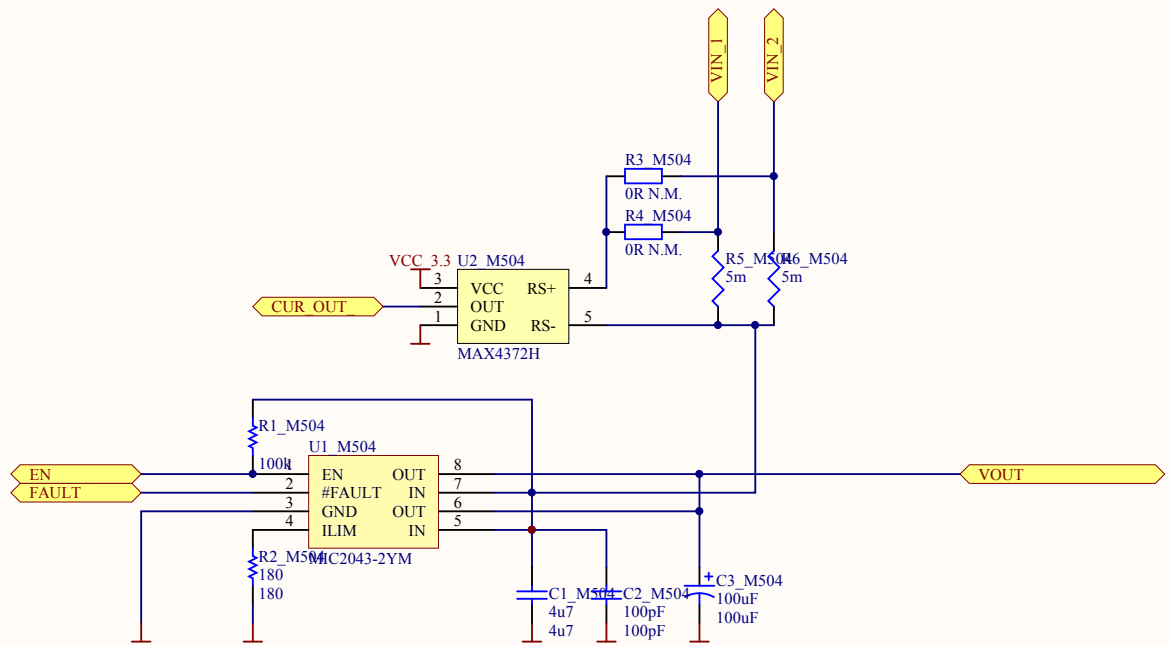 VIN_1
VIN_2
R3_M504
0R N.M.
R4_M504
0R N.M.
VCC_3.3
U2_M504
R5_M504
R6_M504
5m
5m
3
VCC
RS+
4
CUR_OUT_
2
OUT
1
GND
RS-
5
MAX4372H
R1_M504
100k
U1_M504
EN
1
EN
OUT
8
VOUT
FAULT
2
#FAULT
IN
7
3
GND
OUT
6
4
ILIM
IN
5
R2_M504
MIC2043-2YM
180
180
C1_M504
4u7
4u7
C2_M504
100pF
100pF
+
C3_M504
100uF
100uF